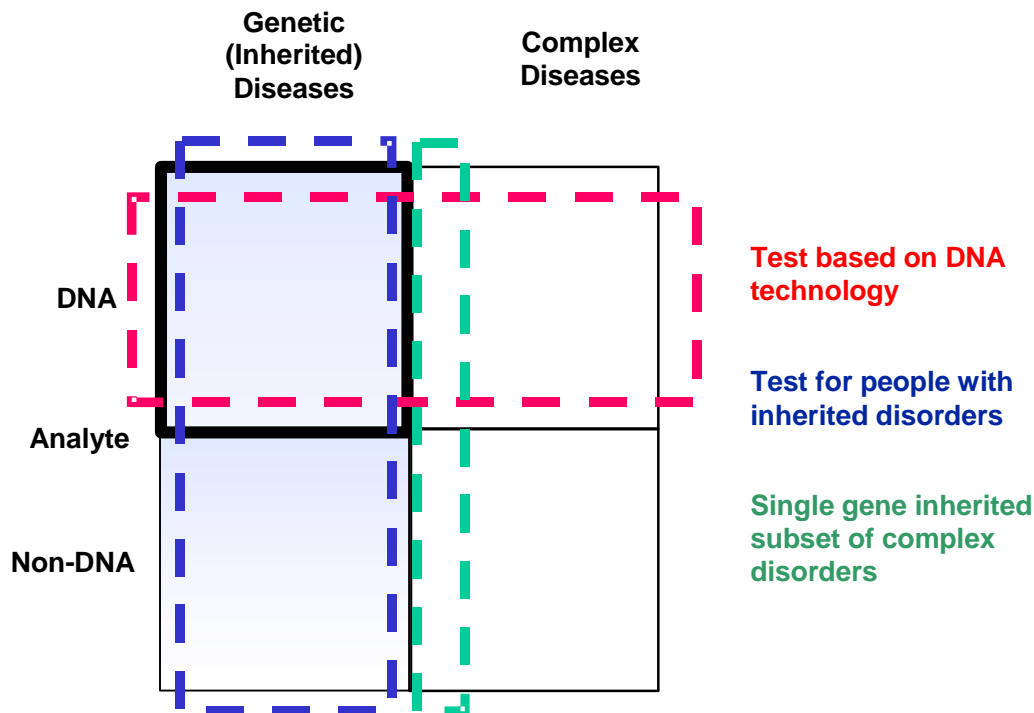 Genetic
(Inherited)
Diseases
Complex
Diseases
DNA
Analyte
Non-DNA
Test based on DNA
technology
Test for people with
inherited disorders
Single gene inherited
subset of complex
disorders